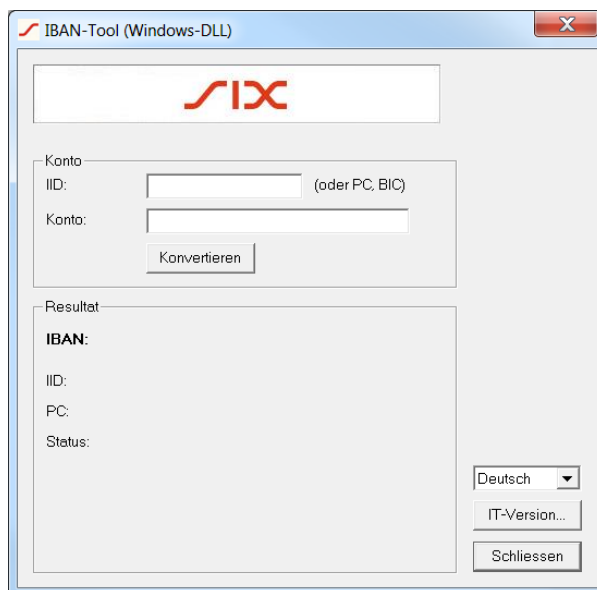 IBAN-Tool (Windows-DLL)
SIX
Konto
IID: (oder PC, BIC)
Konto:
Konvertieren
Resultat
IBAN:
IID:
PC:
Status:
Deutsch
IT-Version...
Schliessen